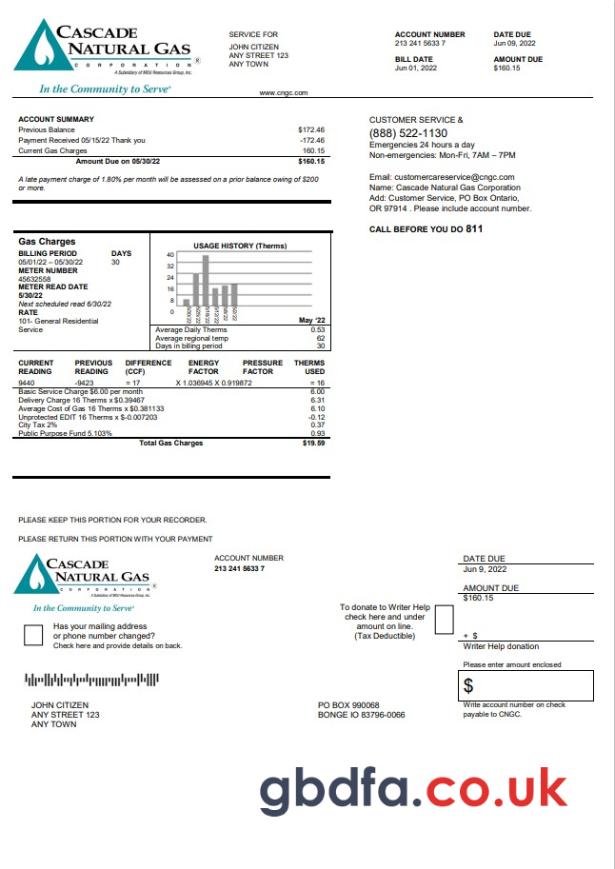 CASCADE
NATURAL GAS
CORPORATION
A Subsidiary of MDU Resources Group, Inc.
In the Community to Serve
www.cngc.com
SERVICE FOR
JOHN CITIZEN
ANY STREET 123
ANY TOWN
ACCOUNT NUMBER
213 241 5633 7
DATE DUE
Jun 09, 2022
BILL DATE
Jun 01, 2022
AMOUNT DUE
$160.15
ACCOUNT SUMMARY
Previous Balance $172.46
Payment Received 05/15/22 Thank you -172.46
Current Gas Charges 160.15
Amount Due on 05/30/22 $160.15
A late payment charge of 1.80% per month will be assessed on a prior balance owing of $200
or more.
CUSTOMER SERVICE &
(888) 522-1130
Emergencies 24 hours a day
Non-emergencies: Mon-Fri, 7AM – 7PM
Email: customercareservice@cngc.com
Name: Cascade Natural Gas Corporation
Add: Customer Service, PO Box Ontario,
OR 97914 . Please include account number.
CALL BEFORE YOU DO 811
Gas Charges
BILLING PERIOD DAYS
05/01/22 – 05/30/22 30
METER NUMBER
45632558
METER READ DATE
5/30/22
Next scheduled read 6/30/22
RATE
101- General Residential
Service
USAGE HISTORY (Therms)
40
32
24
16
8
0
May '22
Average Daily Therms 0.53
Average regional temp 62
Days in billing period 30
CURRENT READING PREVIOUS READING DIFFERENCE (CCF) ENERGY FACTOR PRESSURE FACTOR THERMS USED
9440 -9423 = 17 X 1.036945 X 0.919872 = 16
Basic Service Charge $6.00 per month 6.00
Delivery Charge 16 Therms x $0.39467 6.31
Average Cost of Gas 16 Therms x $0.381133 6.10
Unprotected EDIT 16 Therms x $-0.007203 -0.12
City Tax 2% 0.37
Public Purpose Fund 5.103% 0.93
Total Gas Charges $19.59
PLEASE KEEP THIS PORTION FOR YOUR RECORDER.
PLEASE RETURN THIS PORTION WITH YOUR PAYMENT
CASCADE
NATURAL GAS
CORPORATION
A Subsidiary of MDU Resources Group, Inc.
In the Community to Serve
ACCOUNT NUMBER
213 241 5633 7
DATE DUE
Jun 9, 2022
AMOUNT DUE
$160.15
Has your mailing address
or phone number changed?
Check here and provide details on back.
To donate to Writer Help
check here and under
amount on line.
(Tax Deductible)
+ $
Writer Help donation
Please enter amount enclosed
$
Write account number on check
payable to CNGC.
JOHN CITIZEN
ANY STREET 123
ANY TOWN
PO BOX 990068
BONGE IO 83796-0066
gbdfa.co.uk